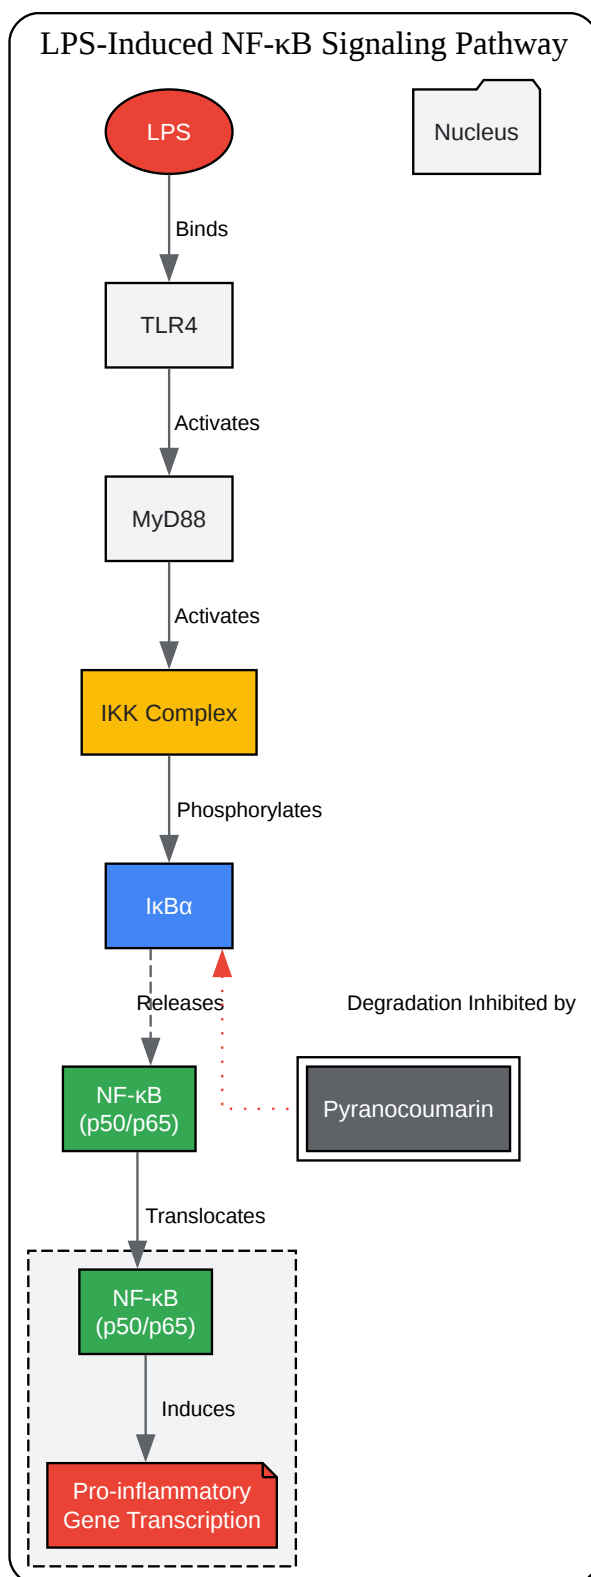 LPS-Induced NF-κB Signaling Pathway
LPS
Nucleus
Binds
TLR4
Activates
MyD88
Activates
IKK Complex
Phosphorylates
IκBα
Releases
Degradation Inhibited by
NF-κB
(p50/p65)
Pyranocoumarin
Translocates
NF-κB
(p50/p65)
Induces
Pro-inflammatory
Gene Transcription